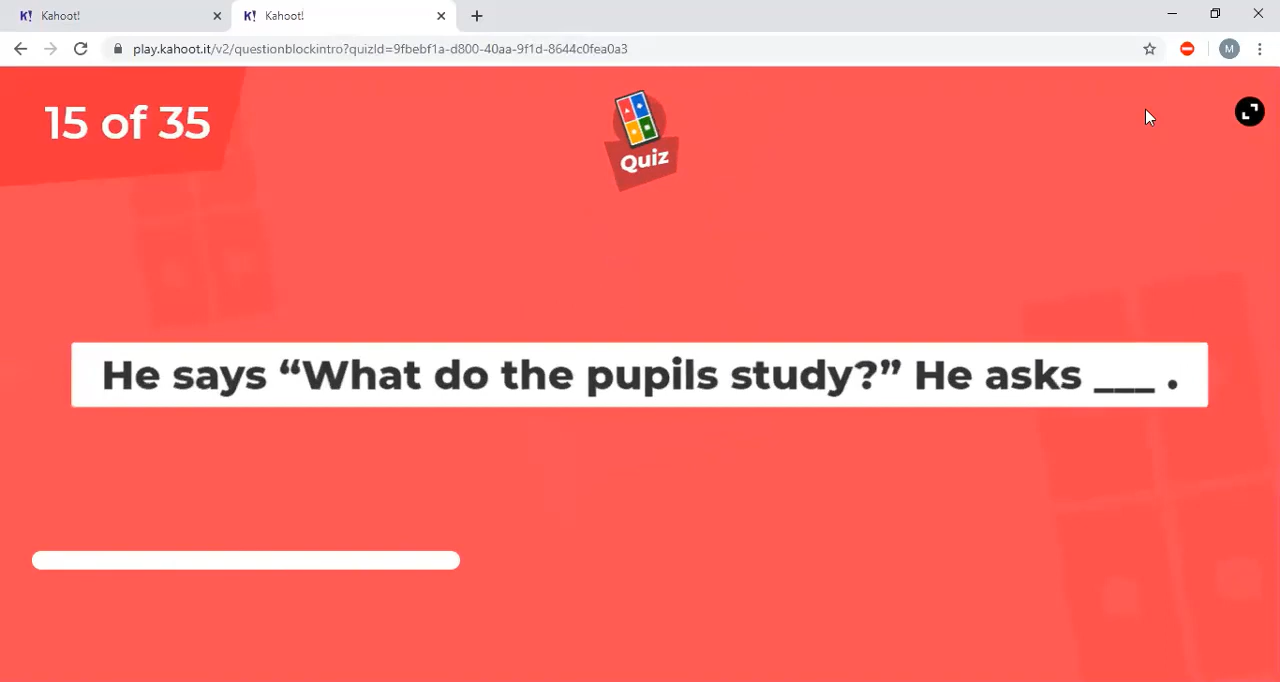 K! Kahoot!
K! Kahoot!
play.kahoot.it/v2/questionblockintro?quizId=9fbebf1a-d800-40aa-9f1d-8644c0fea0a3
M
15 of 35
Quiz
He says “What do the pupils study?” He asks ___ .